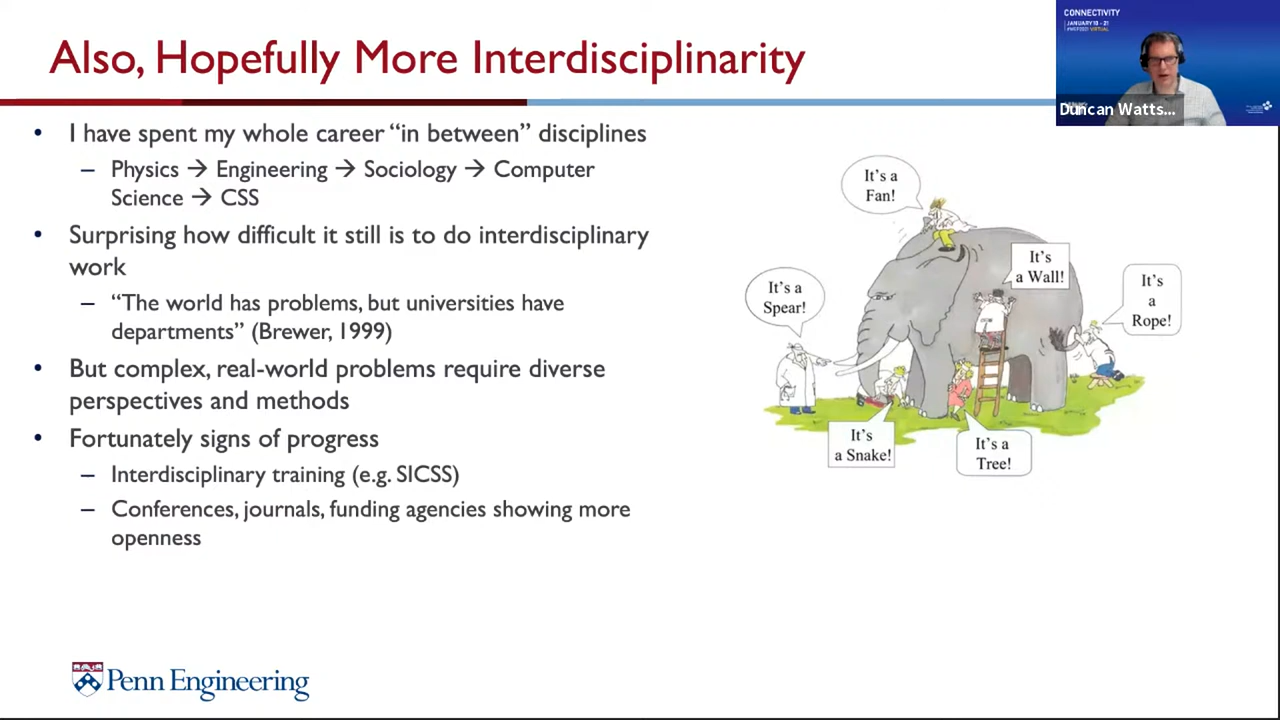 Also, Hopefully More Interdisciplinarity
• I have spent my whole career “in between” disciplines
– Physics → Engineering → Sociology → Computer
Science → CSS
• Surprising how difficult it still is to do interdisciplinary
work
– “The world has problems, but universities have
departments” (Brewer, 1999)
• But complex, real-world problems require diverse
perspectives and methods
• Fortunately signs of progress
– Interdisciplinary training (e.g. SICSS)
– Conferences, journals, funding agencies showing more
openness
It's a
Fan!
It's
a Wall!
It's a
Spear!
It's
a
Rope!
It's
a Snake!
It's a
Tree!
Penn Engineering
CONNECTIVITY
JANUARY 18 - 21
VIRTUAL
Duncan Watts...